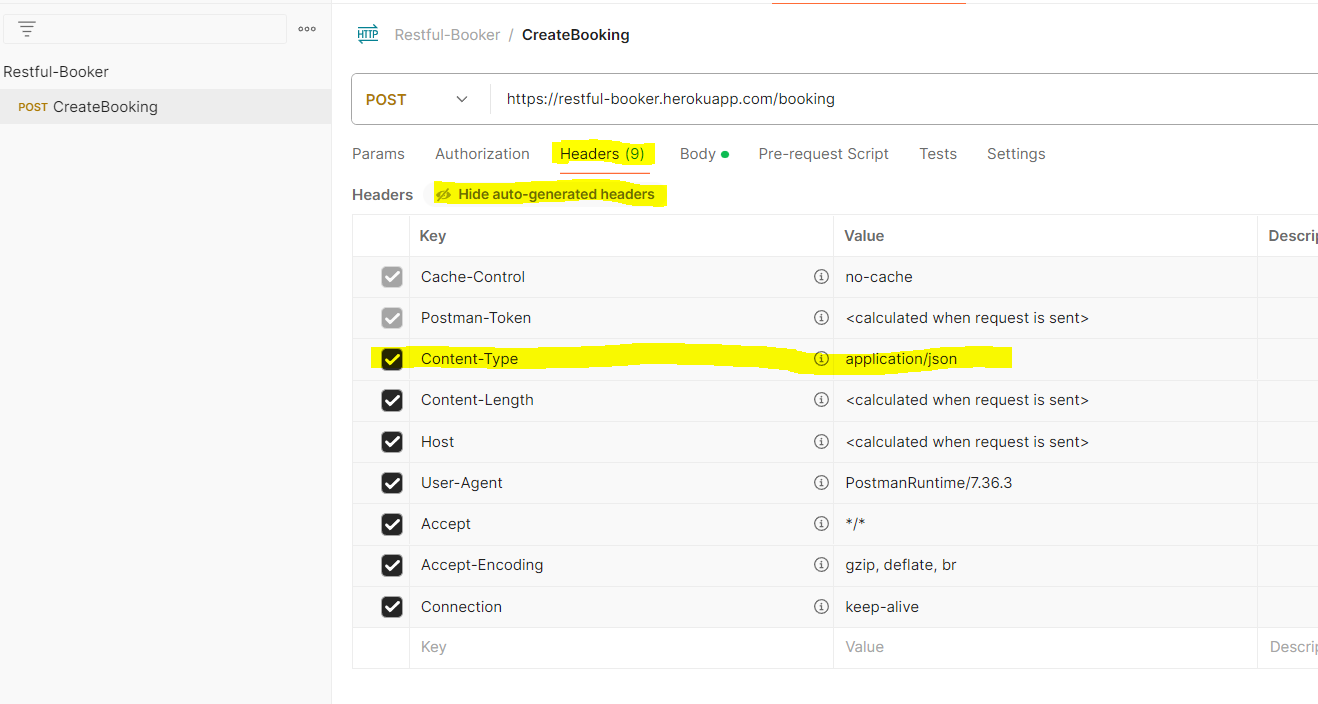 HTTP Restful-Booker / CreateBooking
Restful-Booker
POST CreateBooking
POST https://restful-booker.herokuapp.com/booking
Params Authorization Headers (9) Body Pre-request Script Tests Settings
Headers Hide auto-generated headers
Key Value Descrip
Cache-Control no-cache
Postman-Token <calculated when request is sent>
Content-Type application/json
Content-Length <calculated when request is sent>
Host <calculated when request is sent>
User-Agent PostmanRuntime/7.36.3
Accept */*
Accept-Encoding gzip, deflate, br
Connection keep-alive
Key Value Descrip